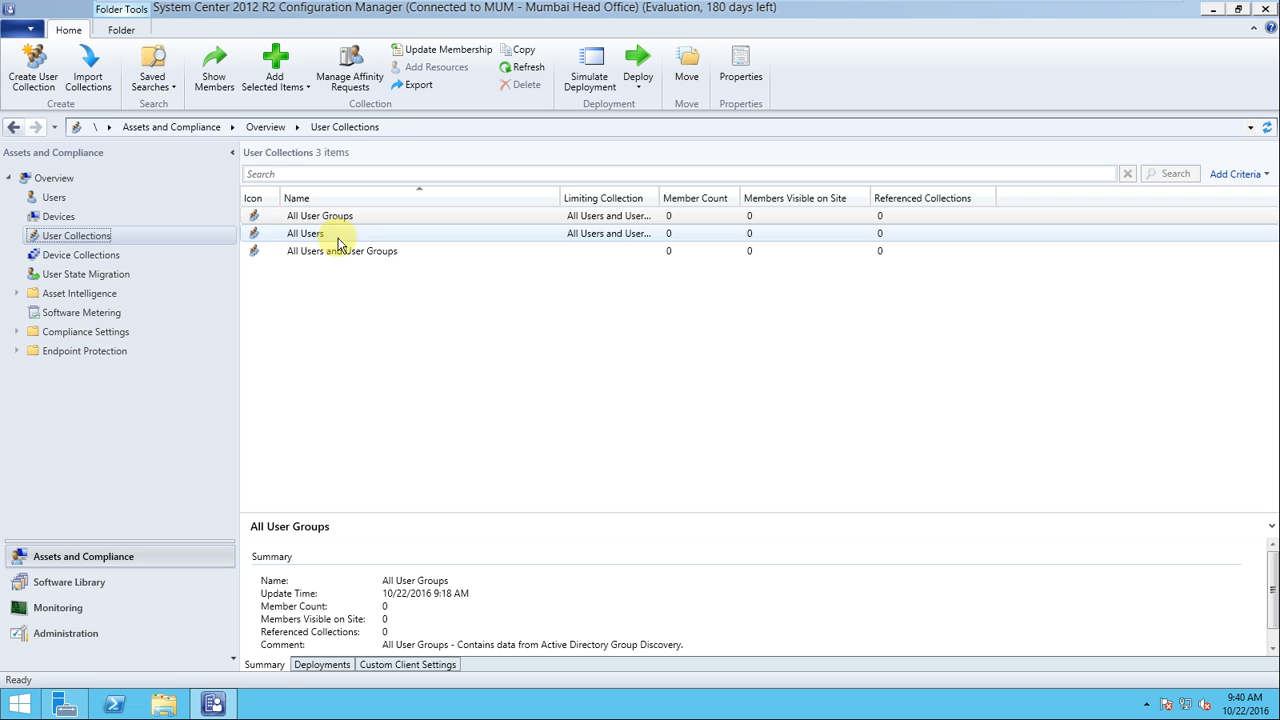 Folder Tools
System Center 2012 R2 Configuration Manager (Connected to MUM - Mumbai Head Office) (Evaluation, 180 days left)
Home
Folder
Create User
Collection
Import
Collections
Create
Saved
Searches
Search
Show
Members
Add
Selected Items
Manage Affinity
Requests
Update Membership
Add Resources
Export
Copy
Refresh
Delete
Collection
Simulate
Deployment
Deploy
Deployment
Move
Move
Properties
Properties
\ Assets and Compliance Overview User Collections
Assets and Compliance
Overview
Users
Devices
User Collections
Device Collections
User State Migration
Asset Intelligence
Software Metering
Compliance Settings
Endpoint Protection
Assets and Compliance
Software Library
Monitoring
Administration
User Collections 3 items
Search
Search
Add Criteria
Icon Name Limiting Collection Member Count Members Visible on Site Referenced Collections
All User Groups All Users and User... 0 0 0
All Users All Users and User... 0 0 0
All Users and User Groups 0 0 0
All User Groups
Summary
Name: All User Groups
Update Time: 10/22/2016 9:18 AM
Member Count: 0
Members Visible on Site: 0
Referenced Collections: 0
Comment: All User Groups - Contains data from Active Directory Group Discovery.
Summary Deployments Custom Client Settings
Ready
9:40 AM
10/22/2016